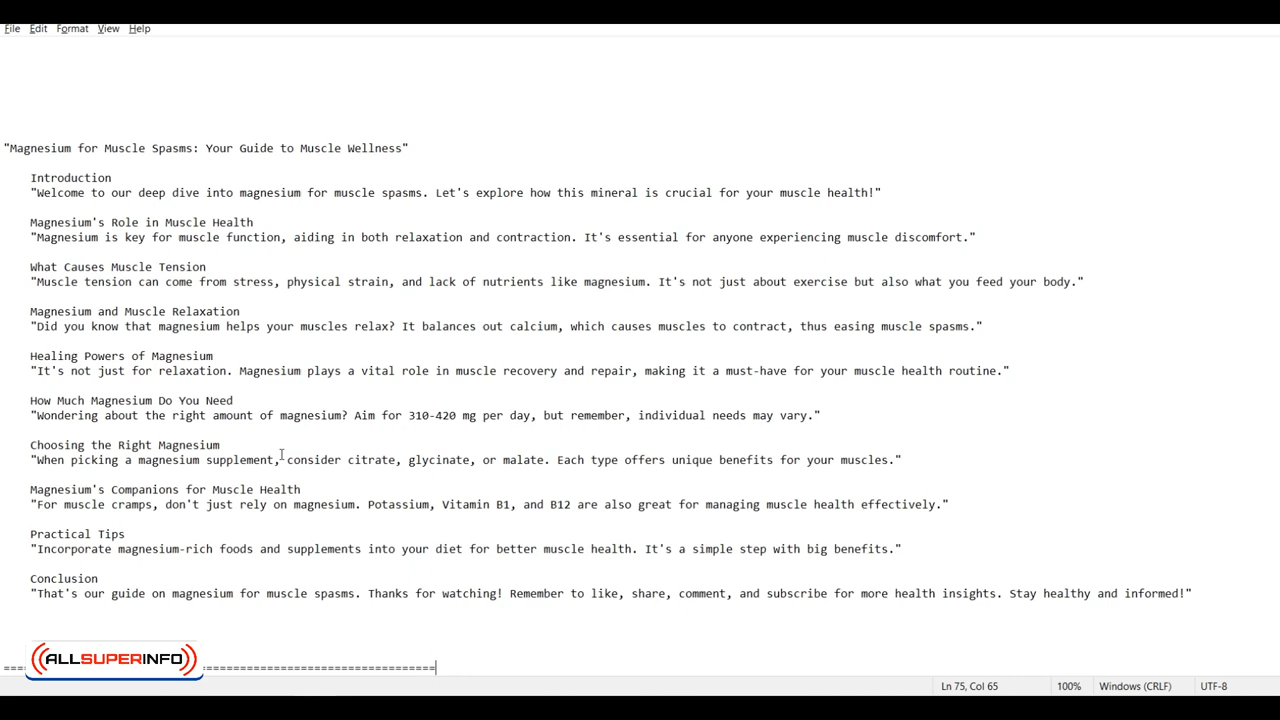 File Edit Format View Help
"Magnesium for Muscle Spasms: Your Guide to Muscle Wellness"
Introduction
"Welcome to our deep dive into magnesium for muscle spasms. Let's explore how this mineral is crucial for your muscle health!"
Magnesium's Role in Muscle Health
"Magnesium is key for muscle function, aiding in both relaxation and contraction. It's essential for anyone experiencing muscle discomfort."
What Causes Muscle Tension
"Muscle tension can come from stress, physical strain, and lack of nutrients like magnesium. It's not just about exercise but also what you feed your body."
Magnesium and Muscle Relaxation
"Did you know that magnesium helps your muscles relax? It balances out calcium, which causes muscles to contract, thus easing muscle spasms."
Healing Powers of Magnesium
"It's not just for relaxation. Magnesium plays a vital role in muscle recovery and repair, making it a must-have for your muscle health routine."
How Much Magnesium Do You Need
"Wondering about the right amount of magnesium? Aim for 310-420 mg per day, but remember, individual needs may vary."
Choosing the Right Magnesium
"When picking a magnesium supplement, consider citrate, glycinate, or malate. Each type offers unique benefits for your muscles."
Magnesium's Companions for Muscle Health
"For muscle cramps, don't just rely on magnesium. Potassium, Vitamin B1, and B12 are also great for managing muscle health effectively."
Practical Tips
"Incorporate magnesium-rich foods and supplements into your diet for better muscle health. It's a simple step with big benefits."
Conclusion
"That's our guide on magnesium for muscle spasms. Thanks for watching! Remember to like, share, comment, and subscribe for more health insights. Stay healthy and informed!"
ALLSUPERINFO
Ln 75, Col 65 100% Windows (CRLF) UTF-8